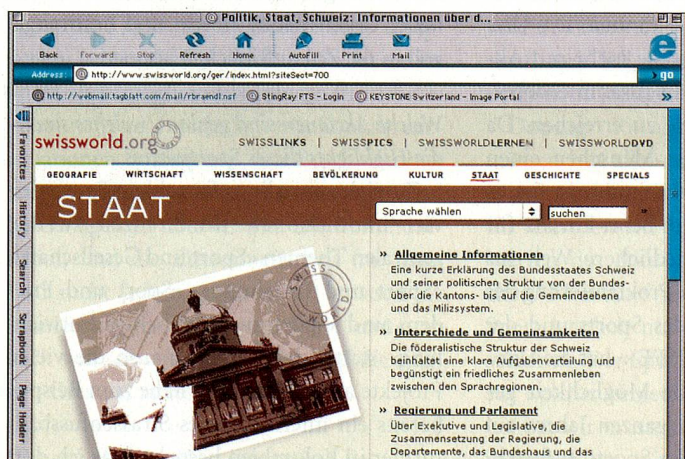 Politik, Staat, Schweiz: Informationen über d...
Back Forward Stop Refresh Home AutoFill Print Mail
Address: http://www.swissworld.org/ger/index.html?siteSect=700 go
http://webmail.tagblatt.com/mail/rbraendl.nsf StingRay FTS - Login KEYSTONE Switzerland - Image Portal »
Favorites
History
Search
Scrapbook
Page Holder
swissworld.org SWISSLINKS | SWISSPICS | SWISSWORLDLERNEN | SWISSWORLDDVD
GEOGRAFIE WIRTSCHAFT WISSENSCHAFT BEVÖLKERUNG KULTUR STAAT GESCHICHTE SPECIALS
STAAT Sprache wählen suchen »
SWISS WORLD
» Allgemeine Informationen
Eine kurze Erklärung des Bundesstaates Schweiz
und seiner politischen Struktur von der Bundes-
über die Kantons- bis auf die Gemeindeebene
und das Milizsystem.
» Unterschiede und Gemeinsamkeiten
Die föderalistische Struktur der Schweiz
beinhaltet eine klare Aufgabenverteilung und
begünstigt ein friedliches Zusammenleben
zwischen den Sprachregionen.
» Regierung und Parlament
Über Exekutive und Legislative, die
Zusammensetzung der Regierung, die
Departemente, das Bundeshaus und das